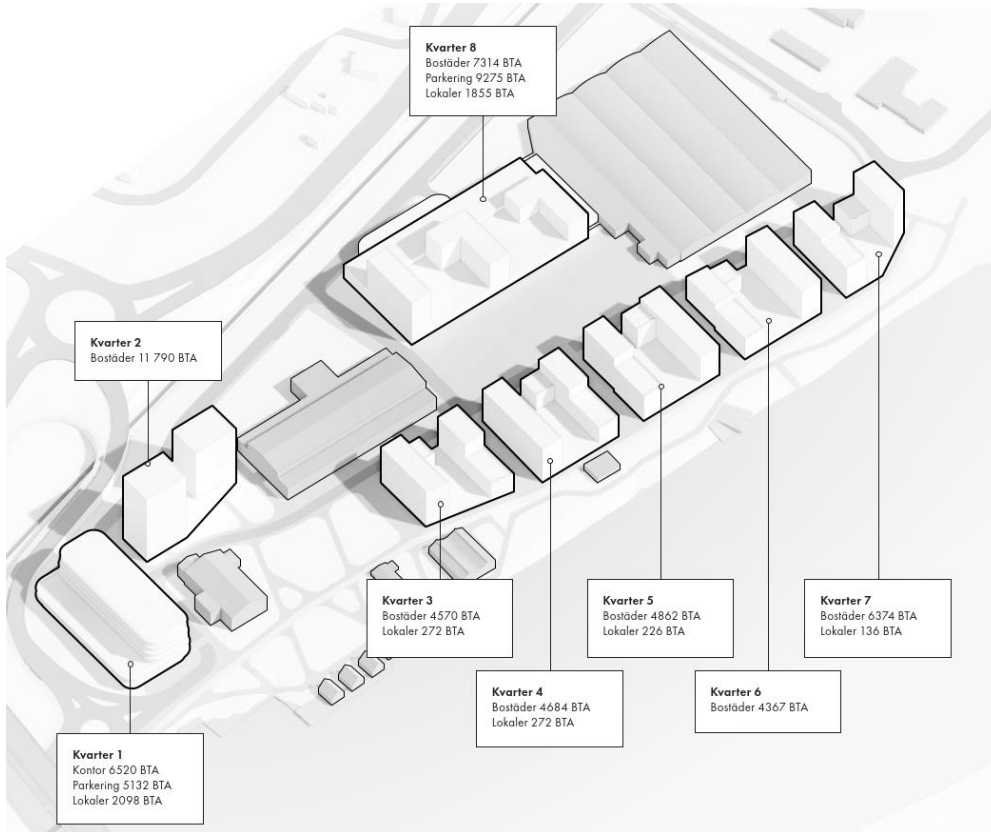 Kvarter 8
Bostäder 7314 BTA
Parkering 9275 BTA
Lokaler 1855 BTA
Kvarter 2
Bostäder 11 790 BTA
Kvarter 3
Bostäder 4570 BTA
Lokaler 272 BTA
Kvarter 5
Bostäder 4862 BTA
Lokaler 226 BTA
Kvarter 7
Bostäder 6374 BTA
Lokaler 136 BTA
Kvarter 4
Bostäder 4684 BTA
Lokaler 272 BTA
Kvarter 6
Bostäder 4367 BTA
Kvarter 1
Kontor 6520 BTA
Parkering 5132 BTA
Lokaler 2098 BTA